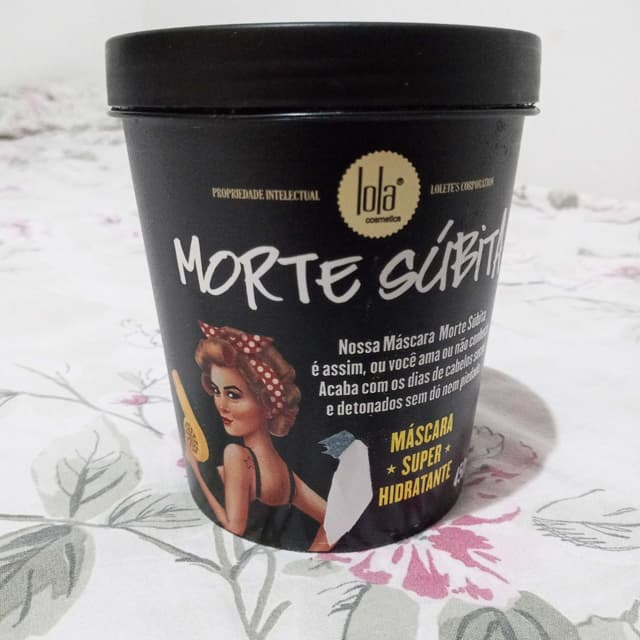 PROPRIEDADE INTELECTUAL
lola®
cosmetics
LOLETE'S CORPORATION
MORTE SÚBITA
Nossa Máscara Morte Súbita
é assim, ou você ama ou não
Acaba com os dias de cabelos
e detonados sem dó nem
MÁSCARA
★ SUPER ★
HIDRATANTE